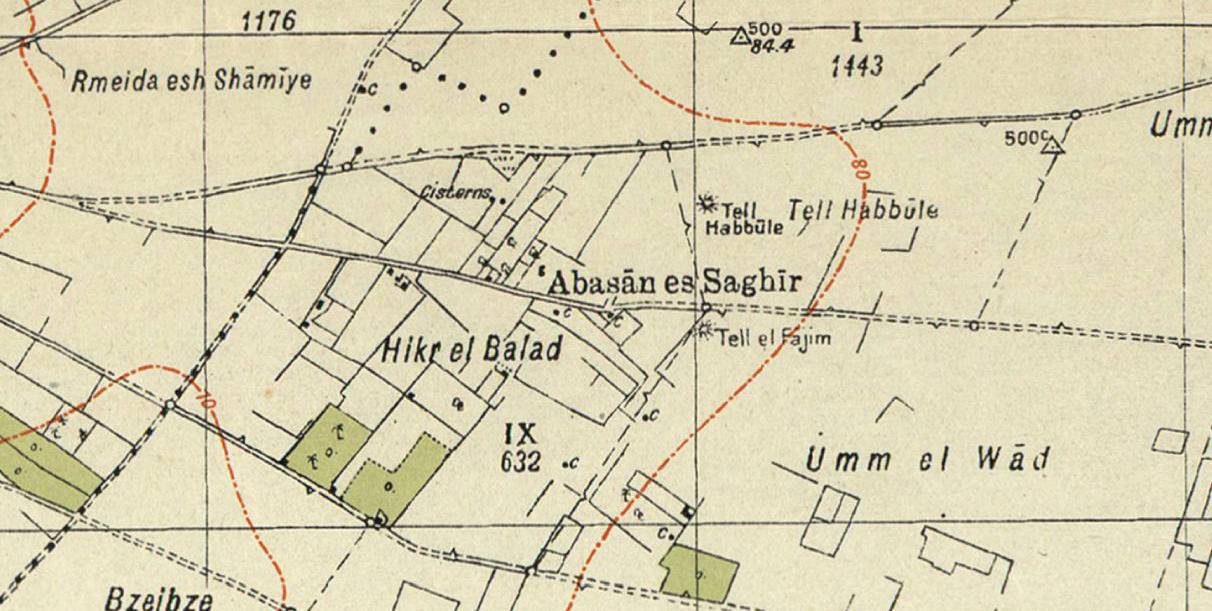 1176
500
84.4
I
1443
Rmeida esh Shāmīye
c
500c
Umm
80
Cisterns
Tell
Habbūle
Tell Habbūle
Abasān es Saghīr
c
c
Tell el Fajim
Hikr el Balad
70
c
IX
632
c
Umm el Wād
c
Bzeibze